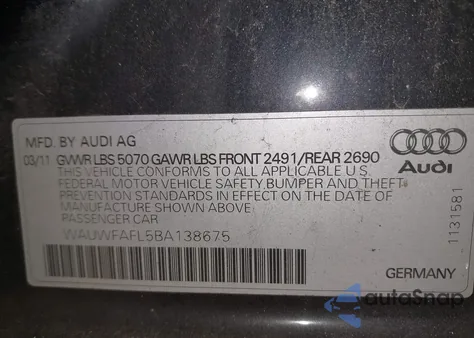 MFD. BY AUDI AG
03/11 GVWR LBS 5070 GAWR LBS FRONT 2491/REAR 2690
THIS VEHICLE CONFORMS TO ALL APPLICABLE U.S.
FEDERAL MOTOR VEHICLE SAFETY, BUMPER AND THEFT
PREVENTION STANDARDS IN EFFECT ON THE DATE OF
MANUFACTURE SHOWN ABOVE.
PASSENGER CAR
WAUWFAFL5BA138675
Audi
1131581
GERMANY
autoSnap